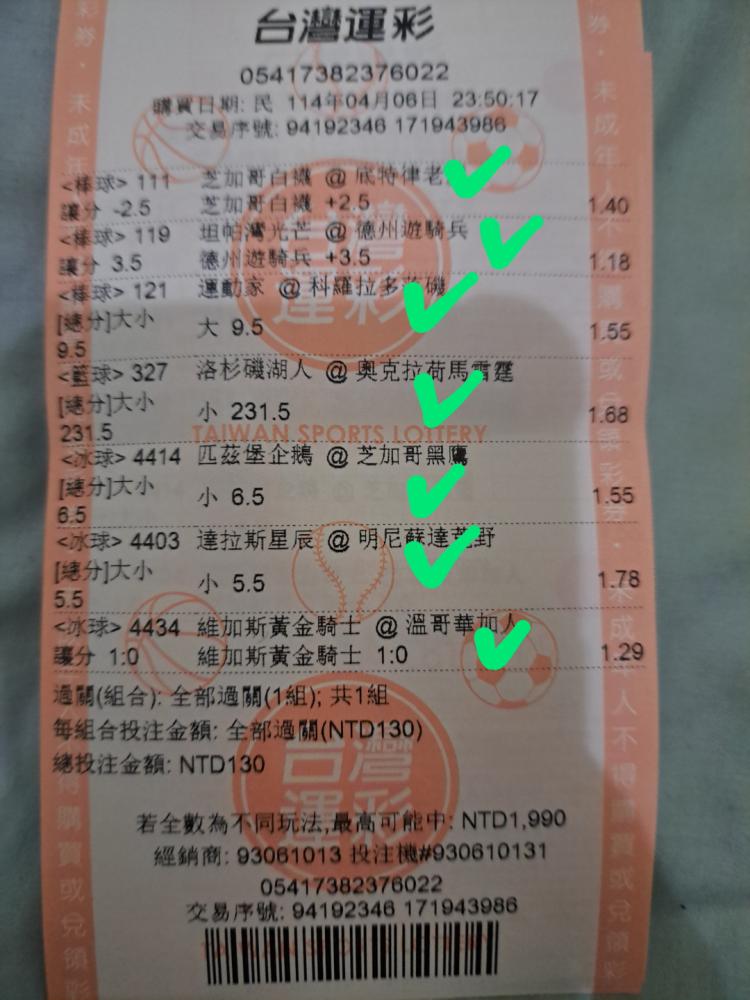 台灣運彩
05417382376022
購買日期: 民 114年04月06日 23:50:17
交易序號: 94192346 171943986
<棒球> 111 芝加哥白襪 @ 底特律老
讓分 -2.5 芝加哥白襪 +2.5 1.40
<棒球> 119 坦帕灣光芒 @ 德州遊騎兵
讓分 3.5 德州遊騎兵 +3.5 1.18
<棒球> 121 運動家 @ 科羅拉多落磯
[總分]大小 大 9.5 1.55
9.5
<籃球> 327 洛杉磯湖人 @ 奧克拉荷馬雷霆
[總分]大小 小 231.5 1.68
231.5
TAIWAN SPORTS LOTTERY
<冰球> 4414 匹茲堡企鵝 @ 芝加哥黑鷹
[總分]大小 小 6.5 1.55
6.5
<冰球> 4403 達拉斯星辰 @ 明尼蘇達荒野
[總分]大小 小 5.5 1.78
5.5
<冰球> 4434 維加斯黃金騎士 @ 溫哥華加人
讓分 1:0 維加斯黃金騎士 1:0 1.29
過關(組合): 全部過關(1組); 共1組
每組合投注金額: 全部過關(NTD130)
總投注金額: NTD130
台灣運彩
若全數為不同玩法,最高可能中: NTD1,990
經銷商: 93061013 投注機#930610131
05417382376022
交易序號: 94192346 171943986